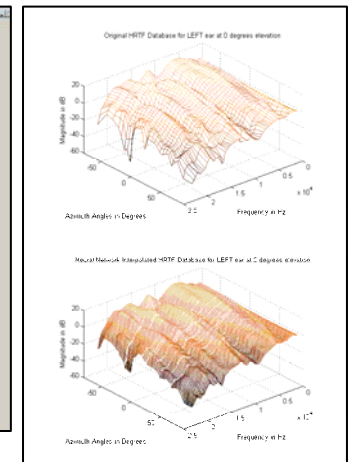 Original HRTF Database for LEFT ear at 0 degrees elevation
20
0
-20
-40
-60
Magnitude in dB
-50
0
50
Azimuth Angles in Degrees
2.5
2
1.5
1
0.5
0
x 10⁴
Frequency in Hz
Neural Network Interpolated HRTF Database for LEFT ear at 0 degrees elevation
20
0
-20
-40
-60
Magnitude in dB
-50
0
50
Azimuth Angles in Degrees
2.5
2
1.5
1
0.5
0
x 10⁴
Frequency in Hz